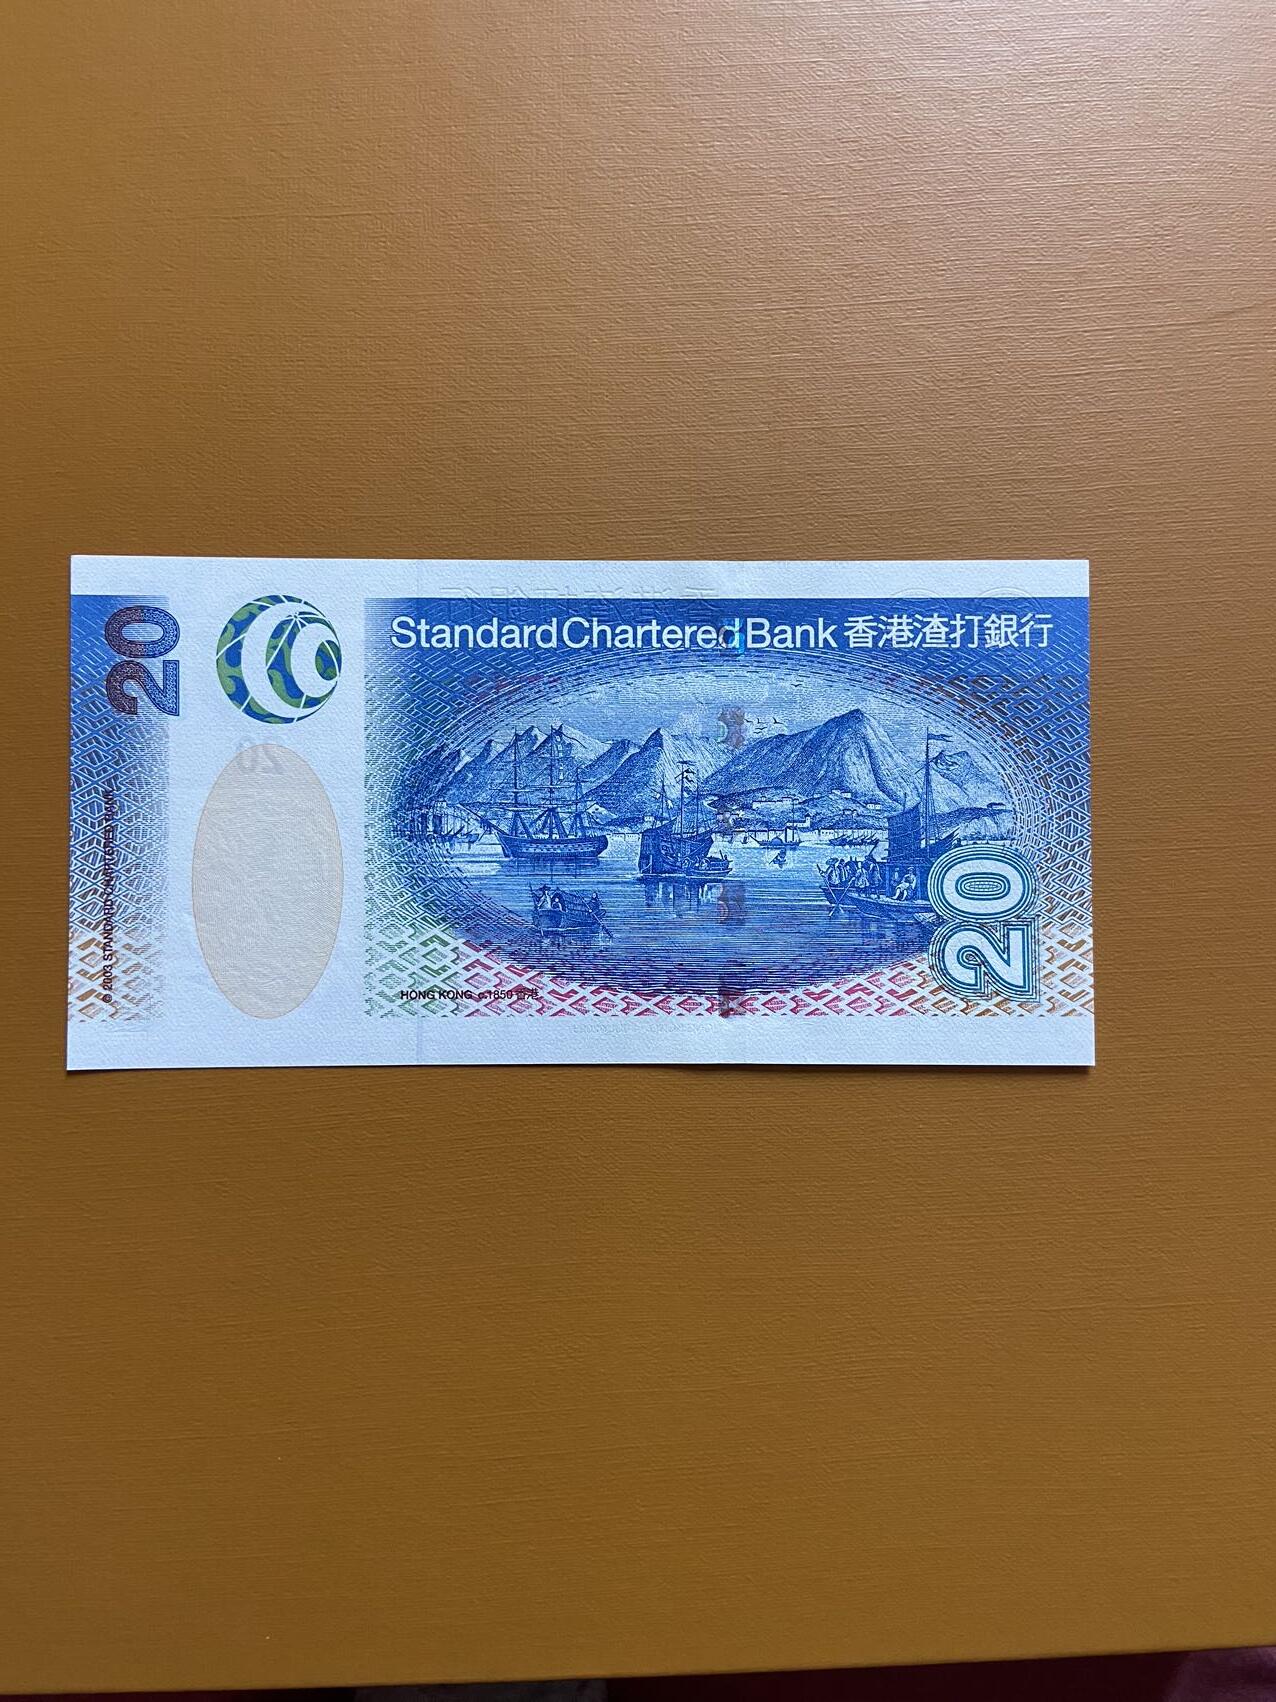 Standard Chartered Bank 香港渣打銀行
20
20
© 2003 STANDARD CHARTERED BANK
HONG KONG c.1850 香港
20